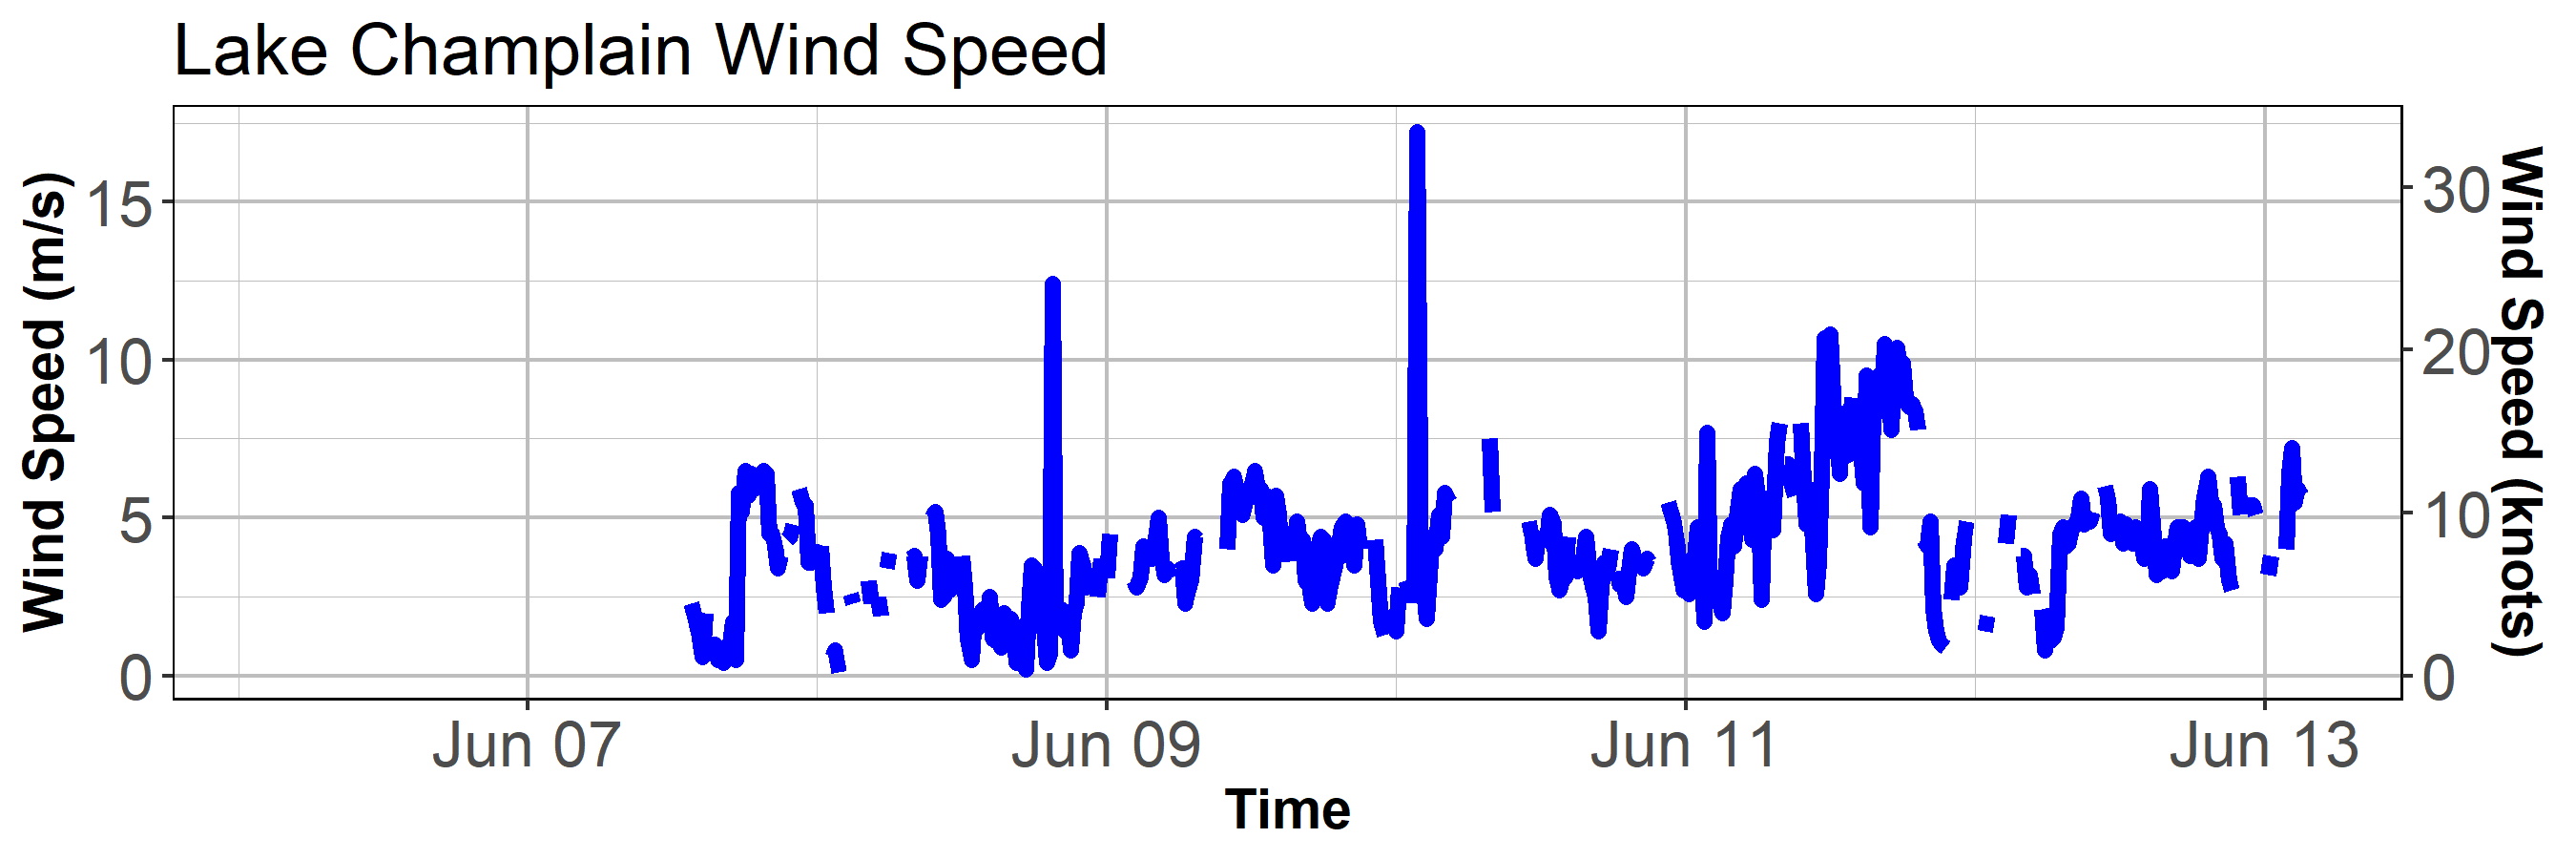 Lake Champlain Wind Speed
Wind Speed (m/s)
15
10
5
0
30
20
10
0
Wind Speed (knots)
Jun 07
Jun 09
Jun 11
Jun 13
Time